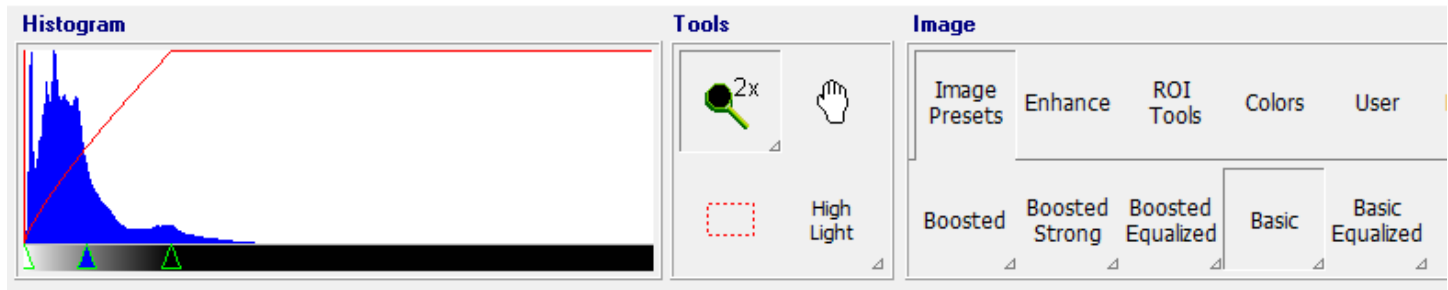 Histogram
Tools
Image
2x
Image
Presets
Enhance
ROI
Tools
Colors
User
High
Light
Boosted
Boosted
Strong
Boosted
Equalized
Basic
Basic
Equalized